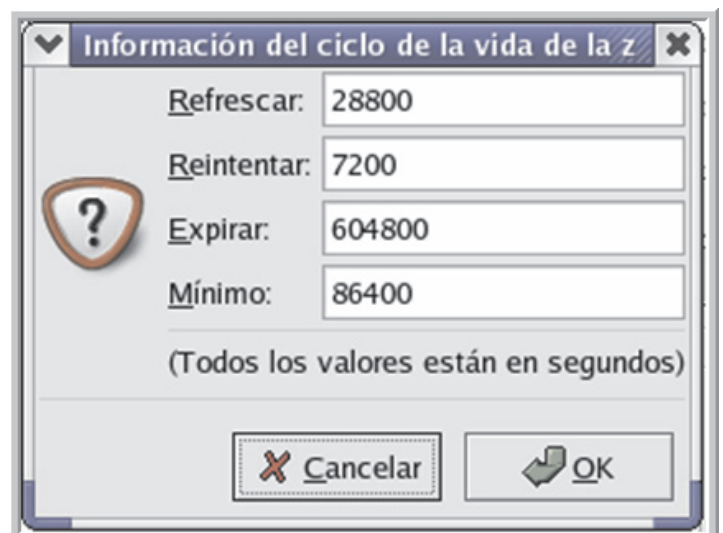 Información del ciclo de la vida de la z
Refrescar: 28800
Reintentar: 7200
Expirar: 604800
Mínimo: 86400
(Todos los valores están en segundos)
Cancelar OK